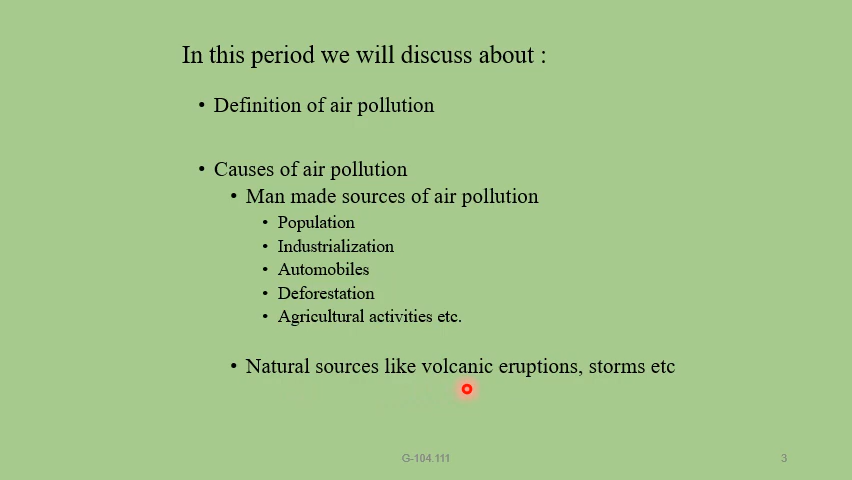 In this period we will discuss about :
• Definition of air pollution
• Causes of air pollution
• Man made sources of air pollution
• Population
• Industrialization
• Automobiles
• Deforestation
• Agricultural activities etc.
• Natural sources like volcanic eruptions, storms etc
G-104.111
3